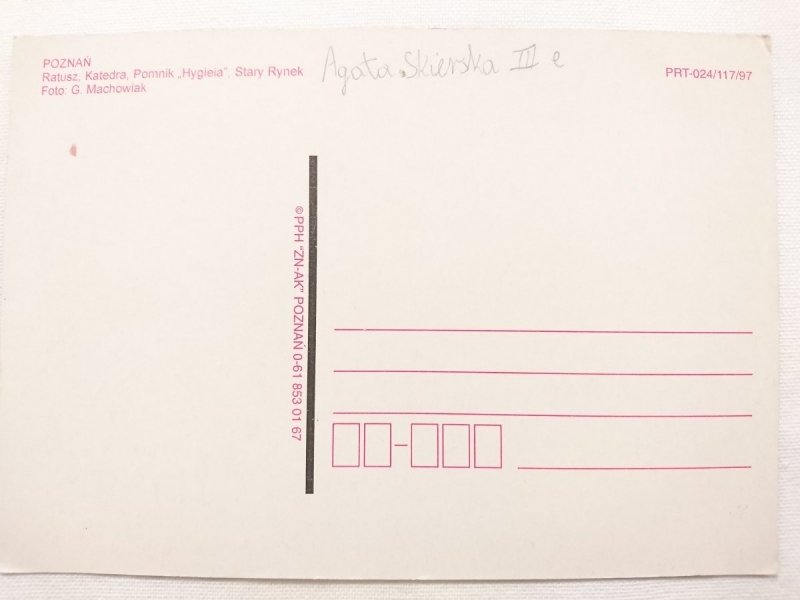 POZNAŃ
Ratusz, Katedra, Pomnik „Hygieia”, Stary Rynek
Foto: G. Machowiak
Agata Skierska III e
PRT-024/117/97
© PPH "ZN-AK" POZNAŃ 0-61 853 01 67